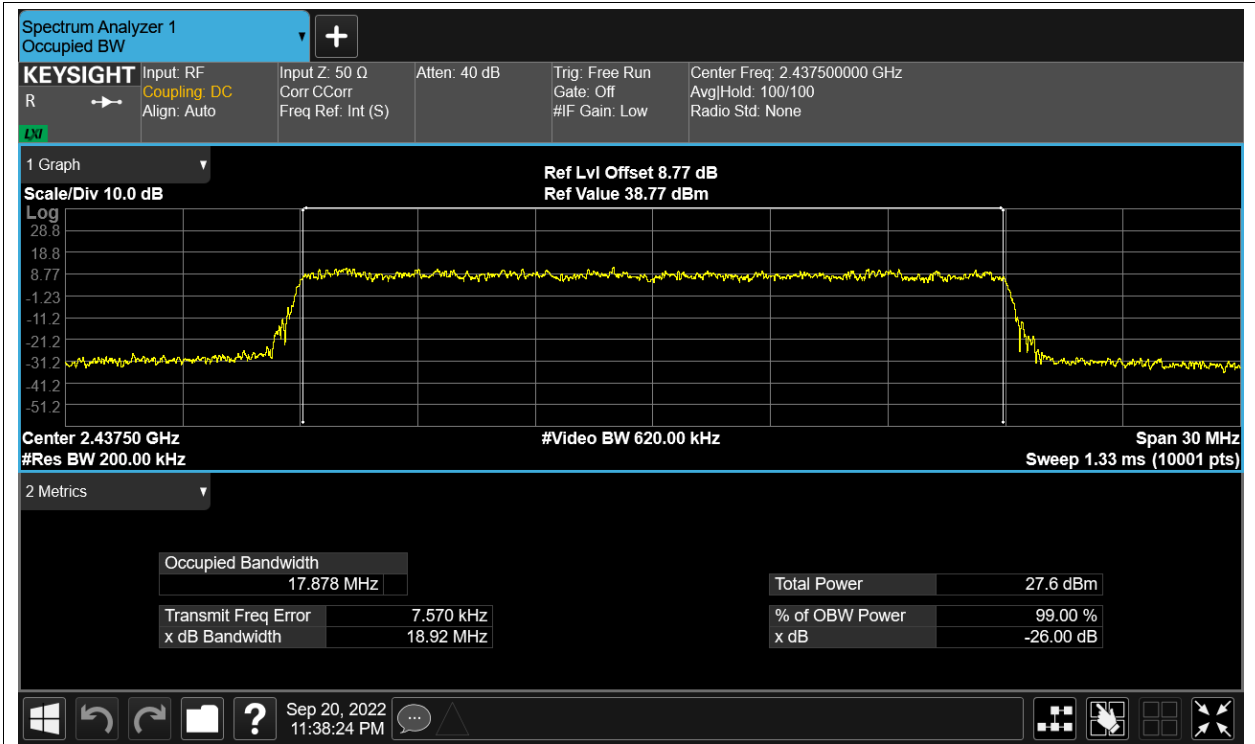 Spectrum Analyzer 1
Occupied BW
KEYSIGHT Input: RF Input Z: 50 Ω Atten: 40 dB Trig: Free Run Center Freq: 2.437500000 GHz
R Coupling: DC Corr CCorr Gate: Off Avg|Hold: 100/100
Align: Auto Freq Ref: Int (S) #IF Gain: Low Radio Std: None
LXI
1 Graph
Ref Lvl Offset 8.77 dB
Scale/Div 10.0 dB Ref Value 38.77 dBm
Log
28.8
18.8
8.77
-1.23
-11.2
-21.2
-31.2
-41.2
-51.2
Center 2.43750 GHz #Video BW 620.00 kHz Span 30 MHz
#Res BW 200.00 kHz Sweep 1.33 ms (10001 pts)
2 Metrics
Occupied Bandwidth
17.878 MHz Total Power 27.6 dBm
Transmit Freq Error 7.570 kHz % of OBW Power 99.00 %
x dB Bandwidth 18.92 MHz x dB -26.00 dB
? Sep 20, 2022
11:38:24 PM